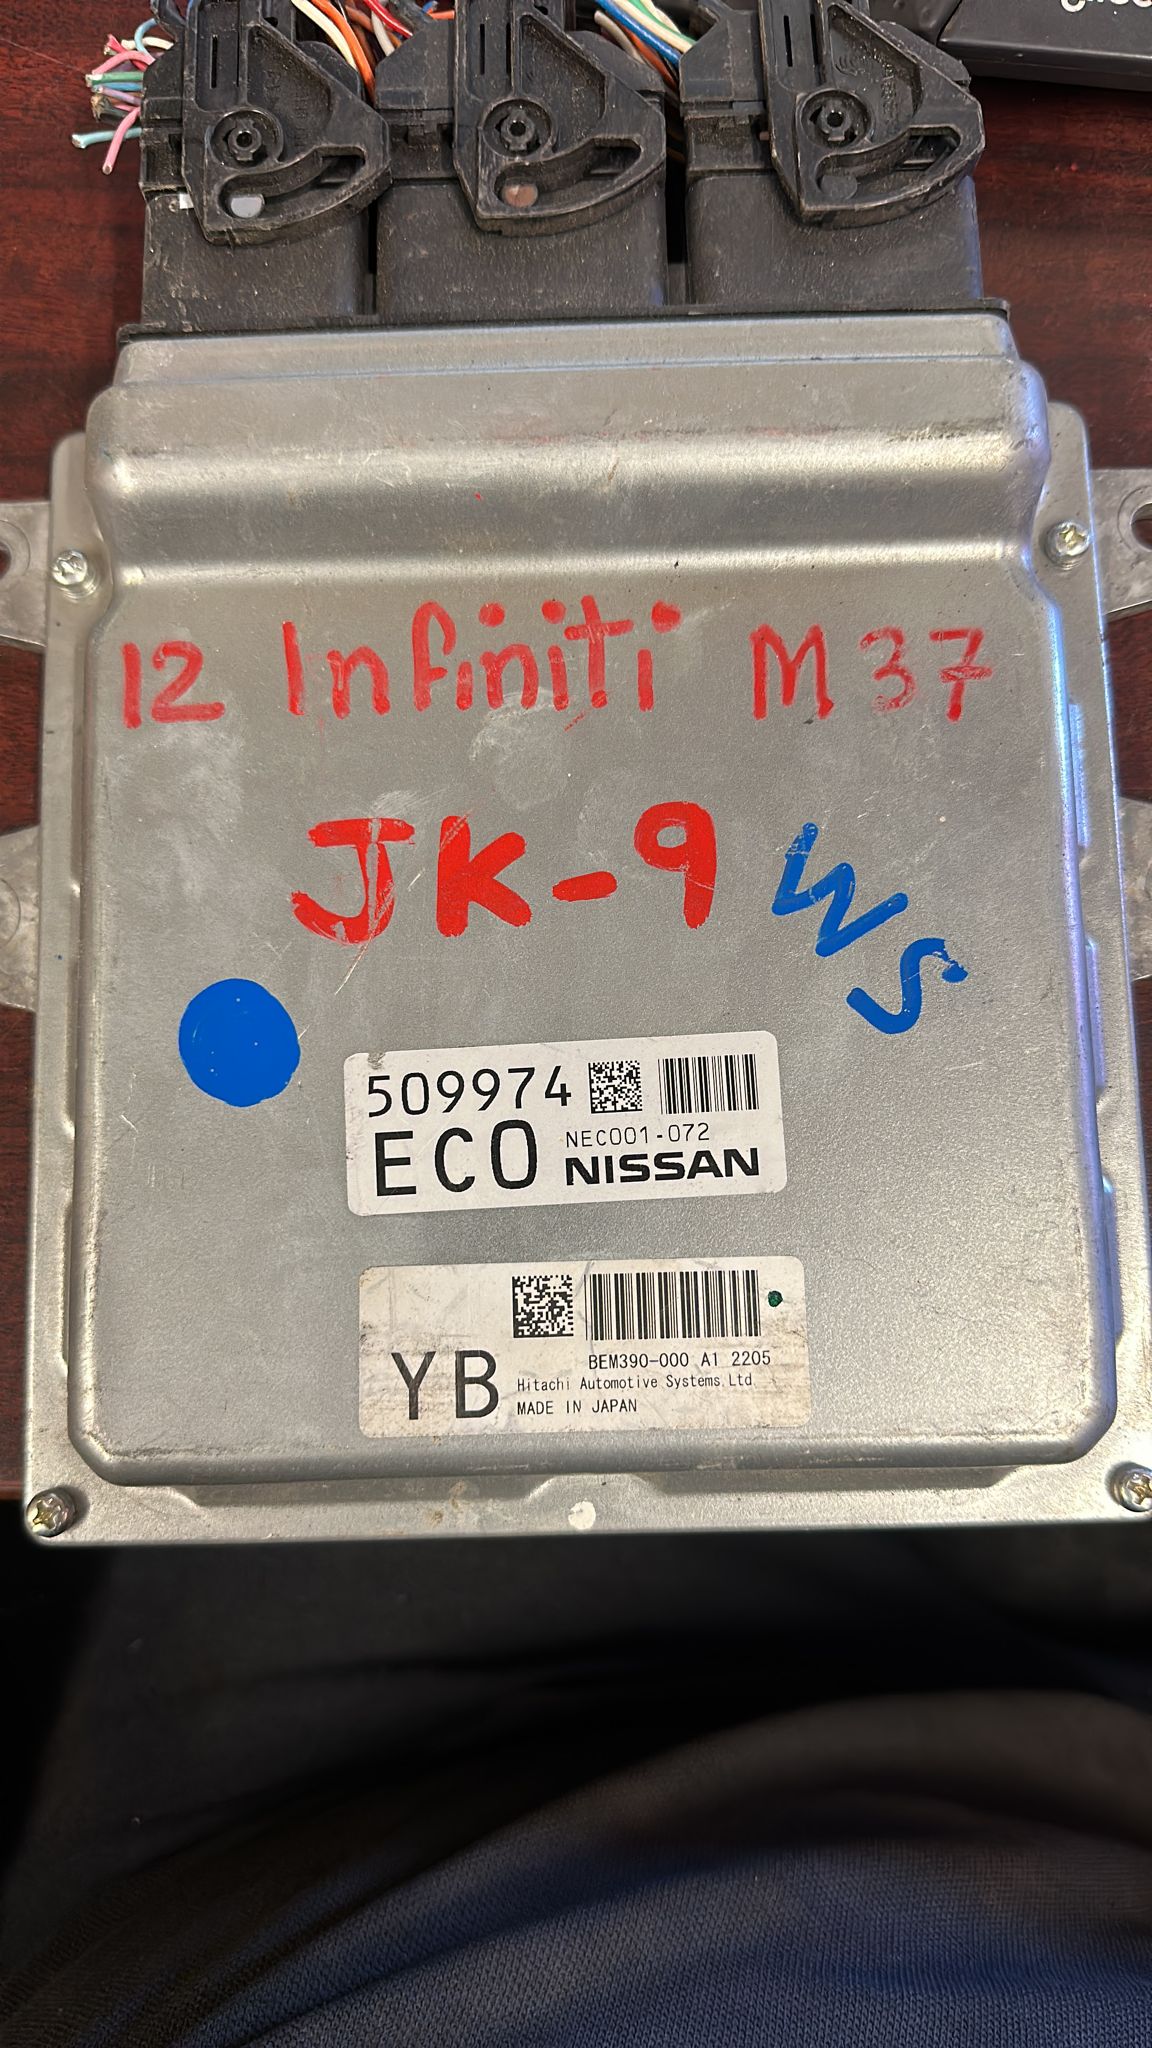 12 Infiniti M37
JK-9
WS
509974
ECO NEC001-072
NISSAN
YB
BEM390-000 A1 2205
Hitachi Automotive Systems,Ltd
MADE IN JAPAN